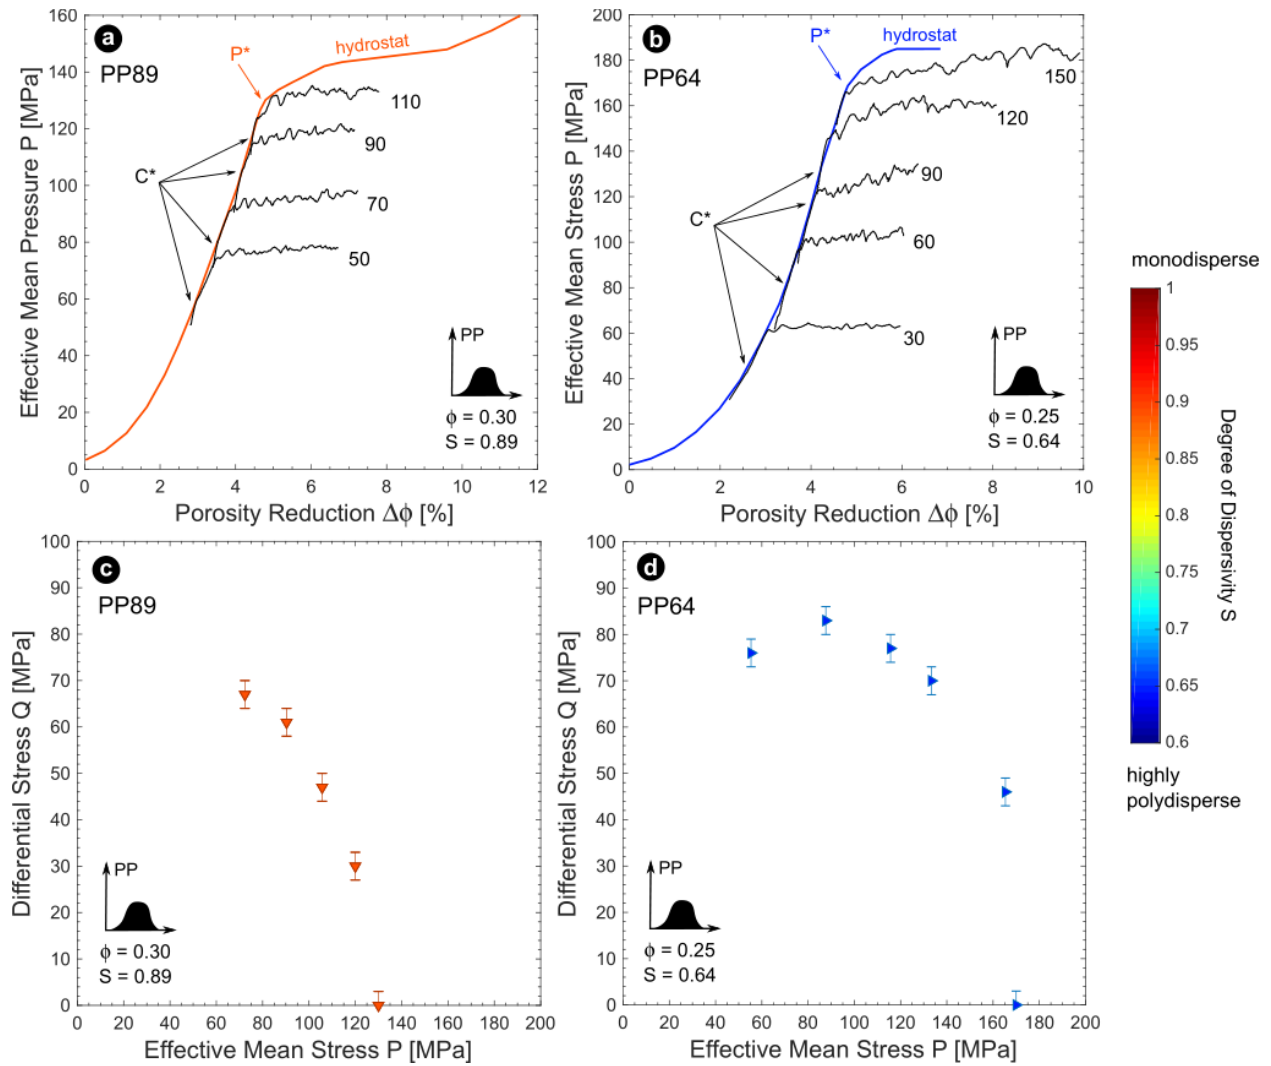 a
PP89
P*
hydrostat
110
90
70
50
C*
PP
ϕ = 0.30
S = 0.89
160
140
120
100
80
60
40
20
0
0 2 4 6 8 10 12
Effective Mean Pressure P [MPa]
Porosity Reduction Δϕ [%]
b
PP64
P*
hydrostat
150
120
90
60
30
C*
PP
ϕ = 0.25
S = 0.64
200
180
160
140
120
100
80
60
40
20
0
0 2 4 6 8 10
Effective Mean Stress P [MPa]
Porosity Reduction Δϕ [%]
monodisperse
1
0.95
0.9
0.85
0.8
0.75
0.7
0.65
0.6
Degree of Dispersivity S
highly
polydisperse
c
PP89
PP
ϕ = 0.30
S = 0.89
100
90
80
70
60
50
40
30
20
10
0
0 20 40 60 80 100 120 140 160 180 200
Differential Stress Q [MPa]
Effective Mean Stress P [MPa]
d
PP64
PP
ϕ = 0.25
S = 0.64
100
90
80
70
60
50
40
30
20
10
0
0 20 40 60 80 100 120 140 160 180 200
Differential Stress Q [MPa]
Effective Mean Stress P [MPa]